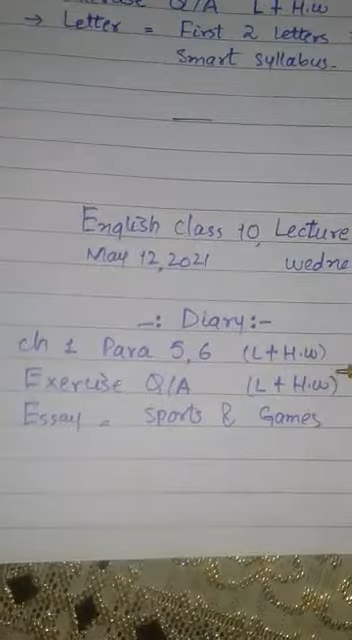 Q/A L + H.W
→ Letter = First 2 letters
Smart syllabus.
English class 10, Lecture
May 12, 2021 wedne
-: Diary:-
ch 1 Para 5,6 (L + H.W)
Exercise Q/A (L + H.W)
Essay = Sports & Games